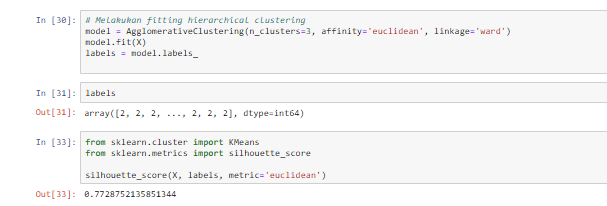 In [30]: # Melakukan fitting hierarchical clustering
model = AgglomerativeClustering(n_clusters=3, affinity='euclidean', linkage='ward')
model.fit(X)
labels = model.labels_
In [31]: labels
Out[31]: array([2, 2, 2, ..., 2, 2, 2], dtype=int64)
In [33]: from sklearn.cluster import KMeans
from sklearn.metrics import silhouette_score
silhouette_score(X, labels, metric='euclidean')
Out[33]: 0.7728752135851344